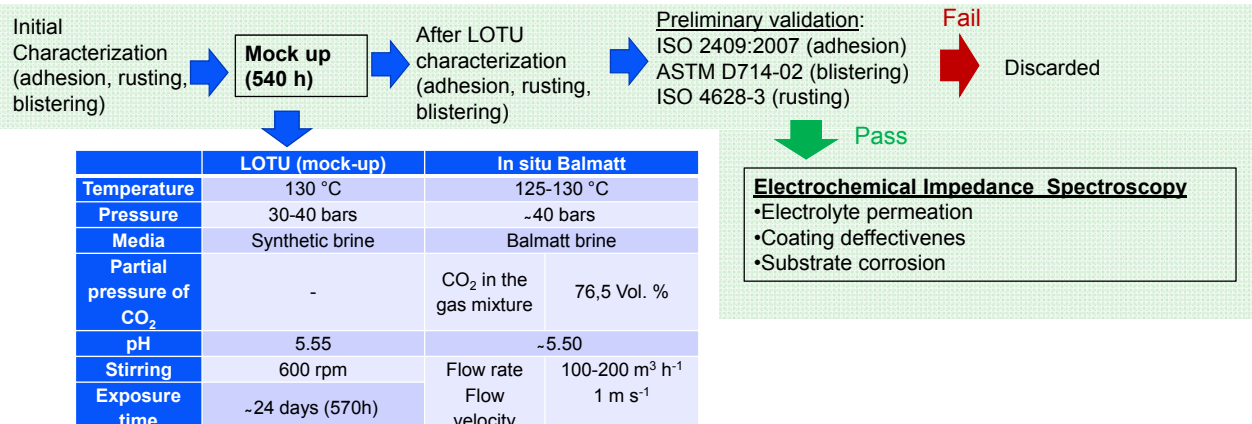 Initial
Characterization
(adhesion, rusting,
blistering)
Mock up
(540 h)
After LOTU
characterization
(adhesion, rusting,
blistering)
Preliminary validation:
ISO 2409:2007 (adhesion)
ASTM D714-02 (blistering)
ISO 4628-3 (rusting)
Fail
Discarded
Pass
Electrochemical Impedance Spectroscopy
•Electrolyte permeation
•Coating deffectivenes
•Substrate corrosion
LOTU (mock-up) In situ Balmatt
Temperature 130 °C 125-130 °C
Pressure 30-40 bars ~40 bars
Media Synthetic brine Balmatt brine
Partial
pressure of
CO2
-
CO2 in the
gas mixture
76,5 Vol. %
pH 5.55 ~5.50
Stirring 600 rpm Flow rate 100-200 m³ h⁻¹
Exposure
time
~24 days (570h)
Flow
velocity
1 m s⁻¹